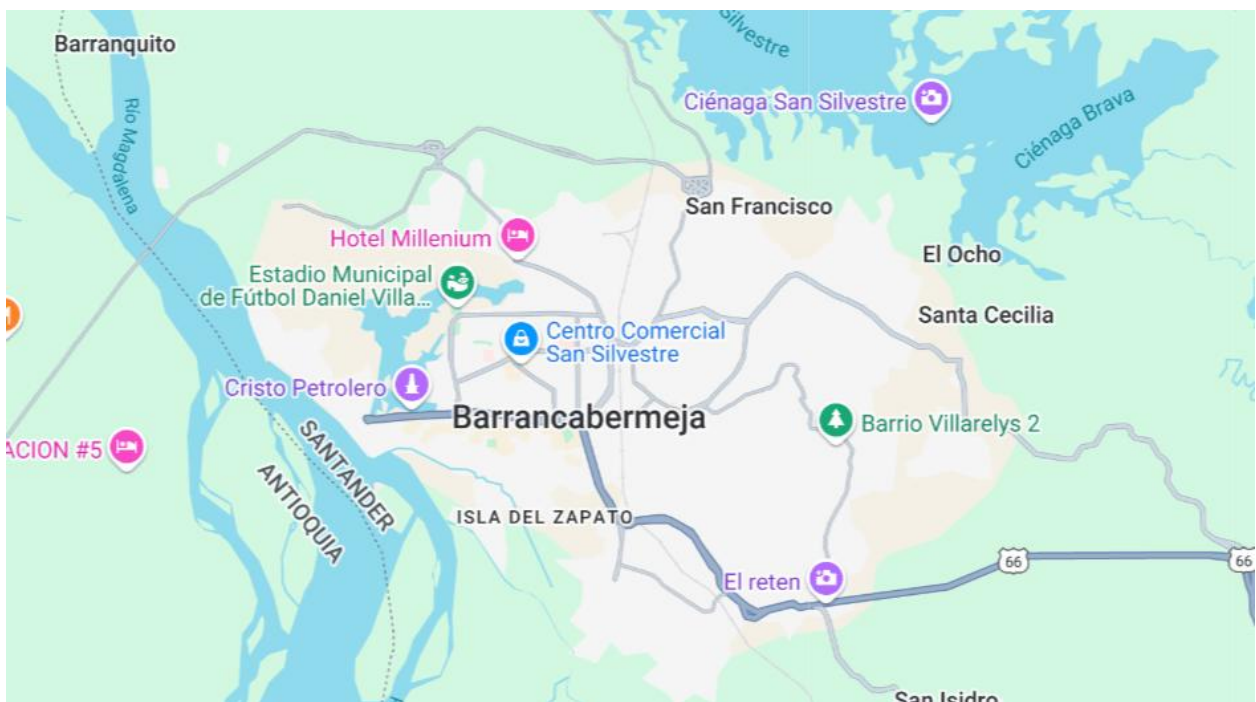 Silvestre
Barranquito
Ciénaga San Silvestre
Ciénaga Brava
Río Magdalena
San Francisco
Hotel Millenium
El Ocho
Estadio Municipal
de Fútbol Daniel Villa...
Santa Cecilia
Centro Comercial
San Silvestre
Cristo Petrolero
Barrancabermeja
Barrio Villarelys 2
ACION #5
SANTANDER
ANTIOQUIA
ISLA DEL ZAPATO
66
66
El reten
San Isidro